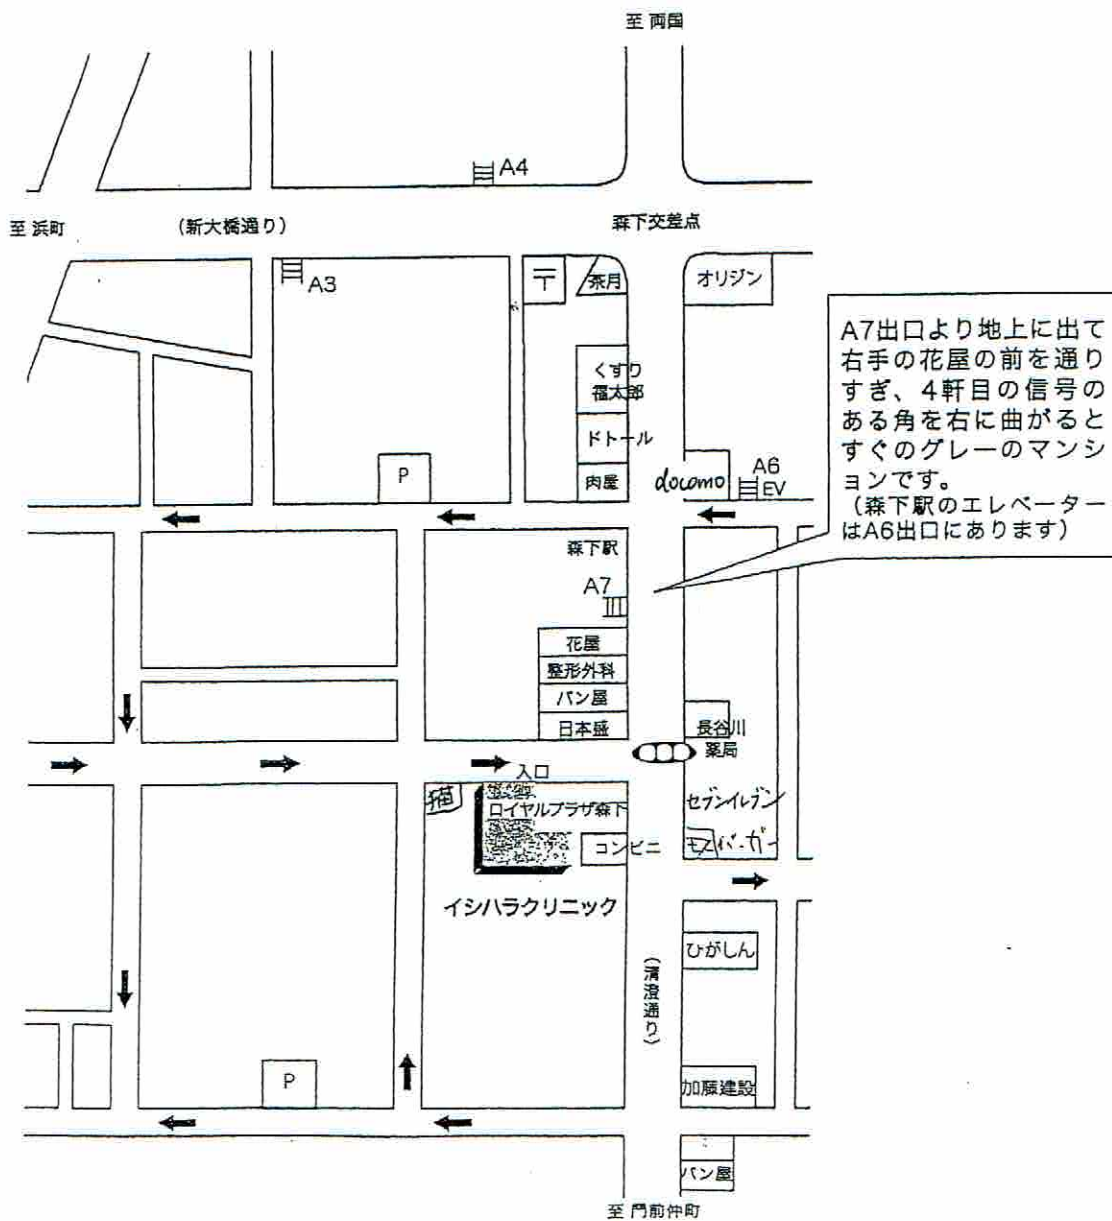 至 両国
A4
至 浜町
(新大橋通り)
森下交差点
A3
〒
茶月
オリジン
A7出口より地上に出て
右手の花屋の前を通り
すぎ、4軒目の信号の
ある角を右に曲がると
すぐのグレーのマンシ
ョンです。
(森下駅のエレベーター
はA6出口にあります)
くすり
福太郎
ドトール
肉屋
P
docomo
A6
EV
森下駅
A7
花屋
整形外科
パン屋
日本盛
長谷川
薬局
入口
猫
ロイヤルプラザ森下
セブンイレブン
コンビニ
モスバーガー
イシハラクリニック
ひがしん
(清澄通り)
P
加藤建設
パン屋
至 門前仲町